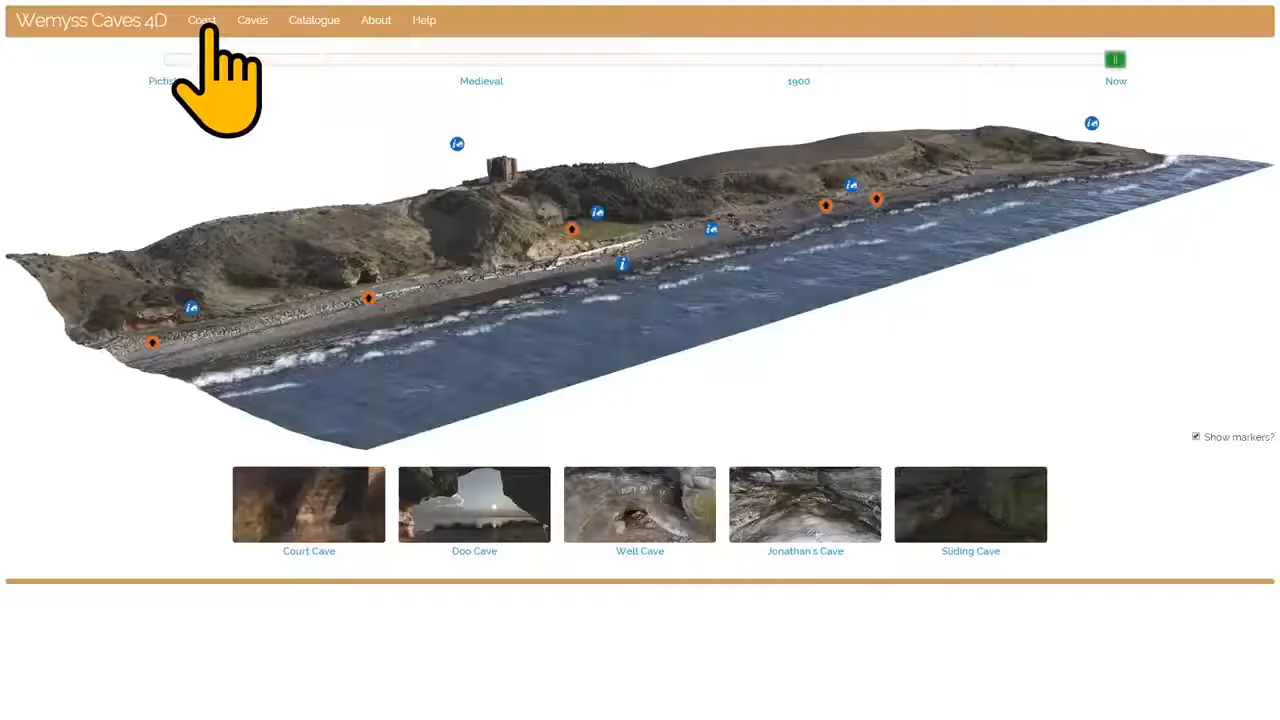 Wemyss Caves 4D Coast Caves Catalogue About Help
Medieval 1900 Now
Show markers?
Court Cave Doo Cave Well Cave Jonathan's Cave Sliding Cave